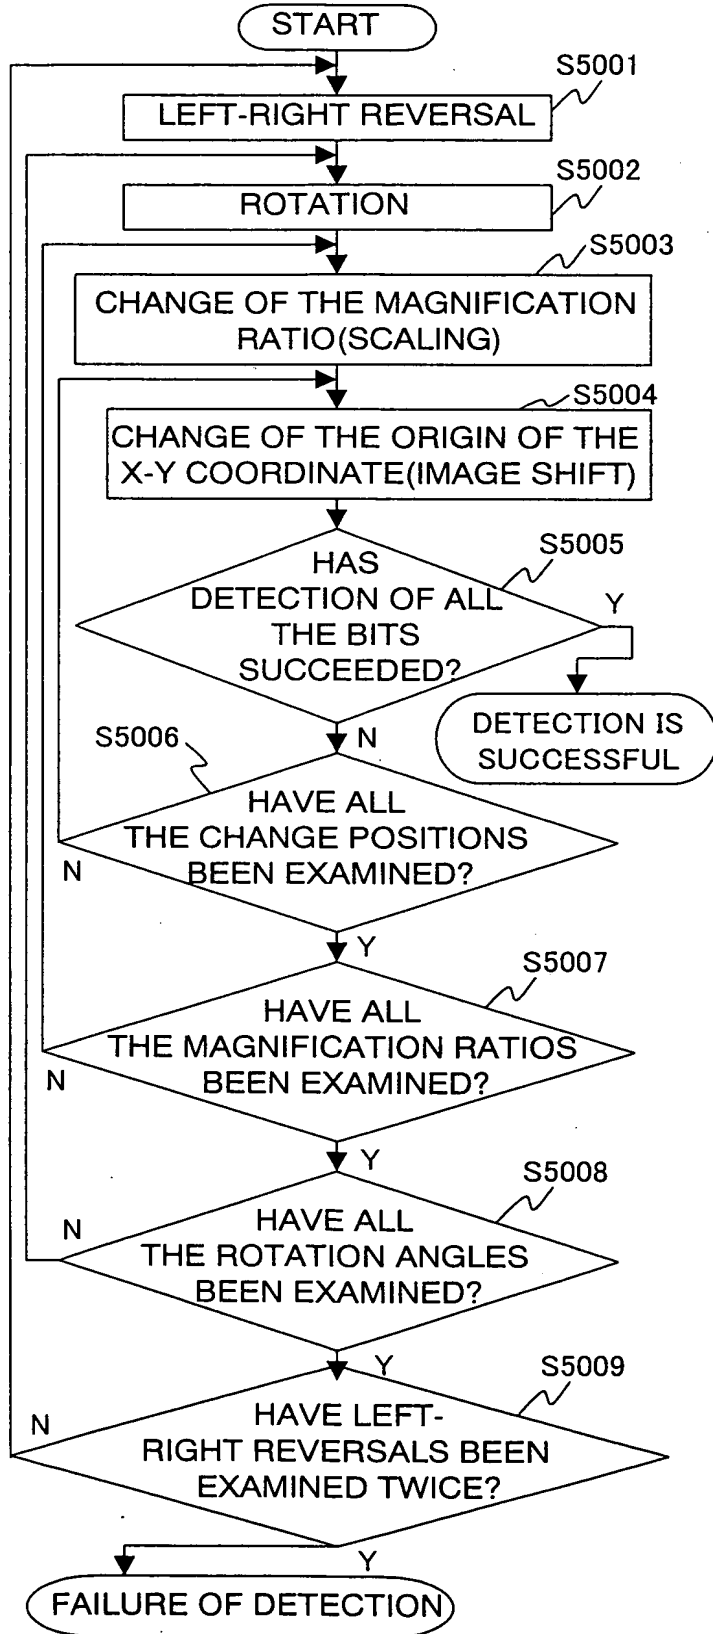 START
S5001
LEFT-RIGHT REVERSAL
S5002
ROTATION
S5003
CHANGE OF THE MAGNIFICATION
RATIO(SCALING)
S5004
CHANGE OF THE ORIGIN OF THE
X-Y COORDINATE(IMAGE SHIFT)
S5005
HAS
DETECTION OF ALL
THE BITS
SUCCEEDED?
Y
DETECTION IS
SUCCESSFUL
N
S5006
HAVE ALL
THE CHANGE POSITIONS
BEEN EXAMINED?
N
Y
S5007
HAVE ALL
THE MAGNIFICATION RATIOS
BEEN EXAMINED?
N
Y
S5008
HAVE ALL
THE ROTATION ANGLES
BEEN EXAMINED?
N
Y
S5009
HAVE LEFT-
RIGHT REVERSALS BEEN
EXAMINED TWICE?
N
Y
FAILURE OF DETECTION